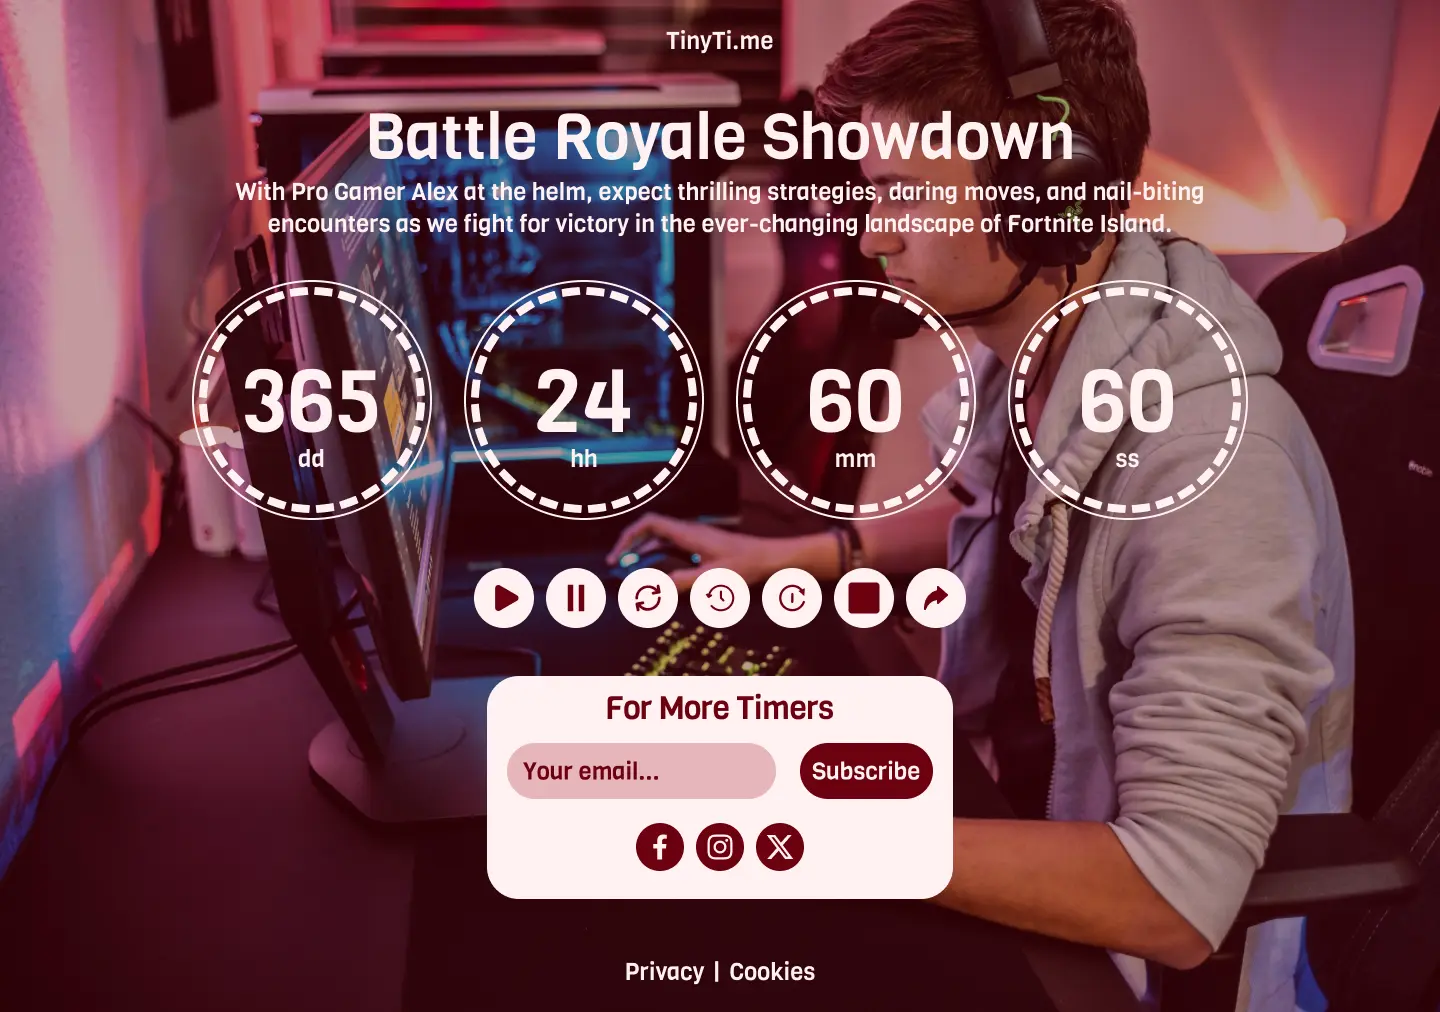 TinyTi.me
Battle Royale Showdown
With Pro Gamer Alex at the helm, expect thrilling strategies, daring moves, and nail-biting
encounters as we fight for victory in the ever-changing landscape of Fortnite Island.
365 24 60 60
dd hh mm ss
For More Timers
Your email... Subscribe
Privacy | Cookies